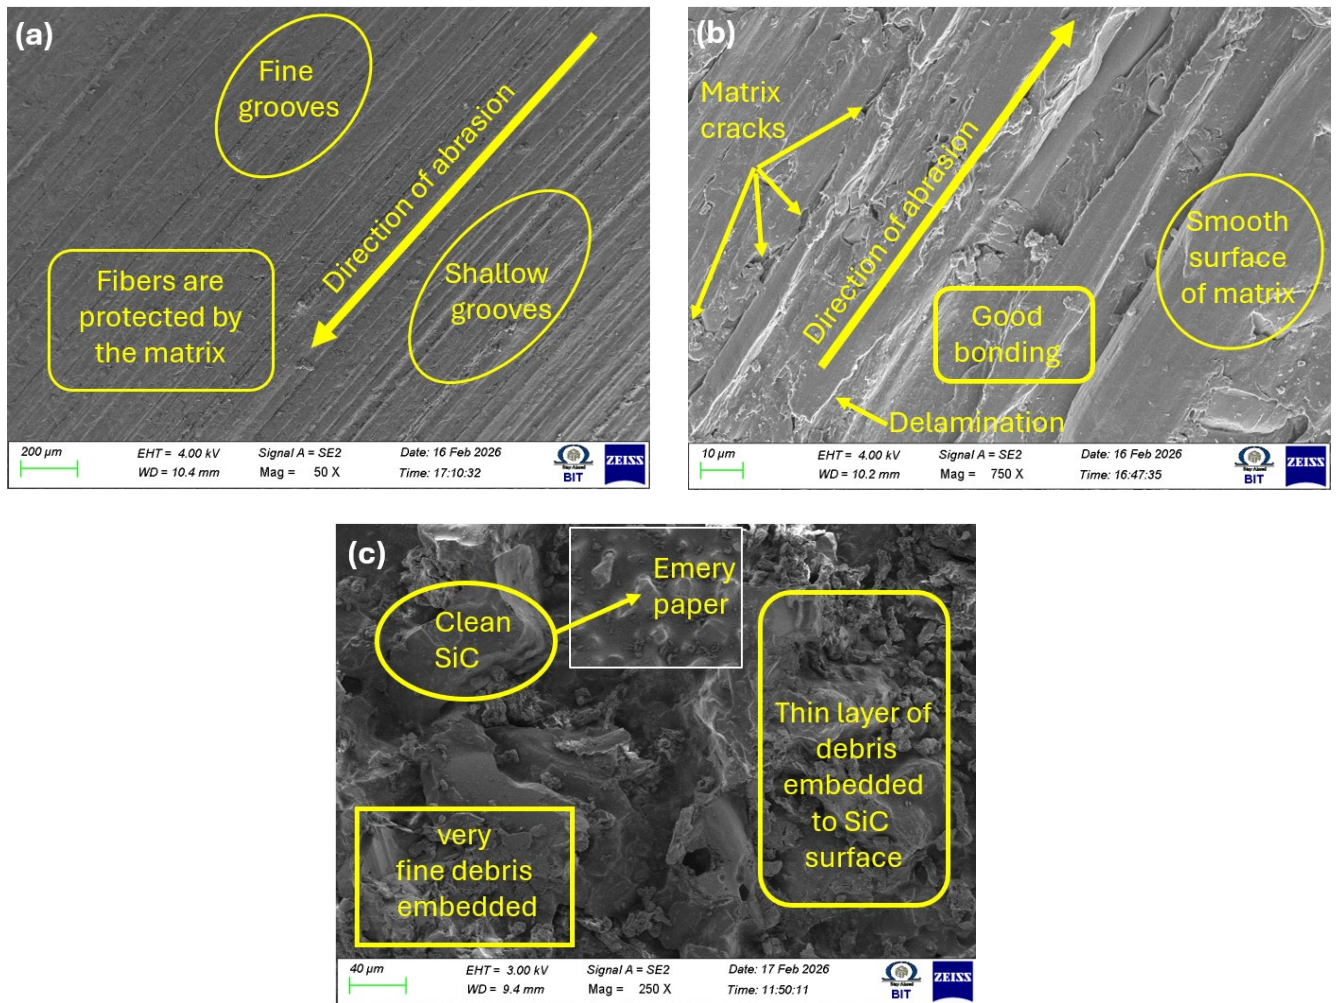 (a)
Fine
grooves
Direction of abrasion
Shallow
grooves
Fibers are
protected by
the matrix
200 µm
EHT = 4.00 kV
Signal A = SE2
Date: 16 Feb 2026
WD = 10.4 mm
Mag = 50 X
Time: 17:10:32
BIT
ZEISS
(b)
Matrix
cracks
Direction of abrasion
Smooth
surface
of matrix
Good
bonding
Delamination
10 µm
EHT = 4.00 kV
Signal A = SE2
Date: 16 Feb 2026
WD = 10.2 mm
Mag = 750 X
Time: 16:47:35
BIT
ZEISS
(c)
Clean
SiC
Emery
paper
Thin layer of
debris
embedded
to SiC
surface
very
fine debris
embedded
40 µm
EHT = 3.00 kV
Signal A = SE2
Date: 17 Feb 2026
WD = 9.4 mm
Mag = 250 X
Time: 11:50:11
BIT
ZEISS